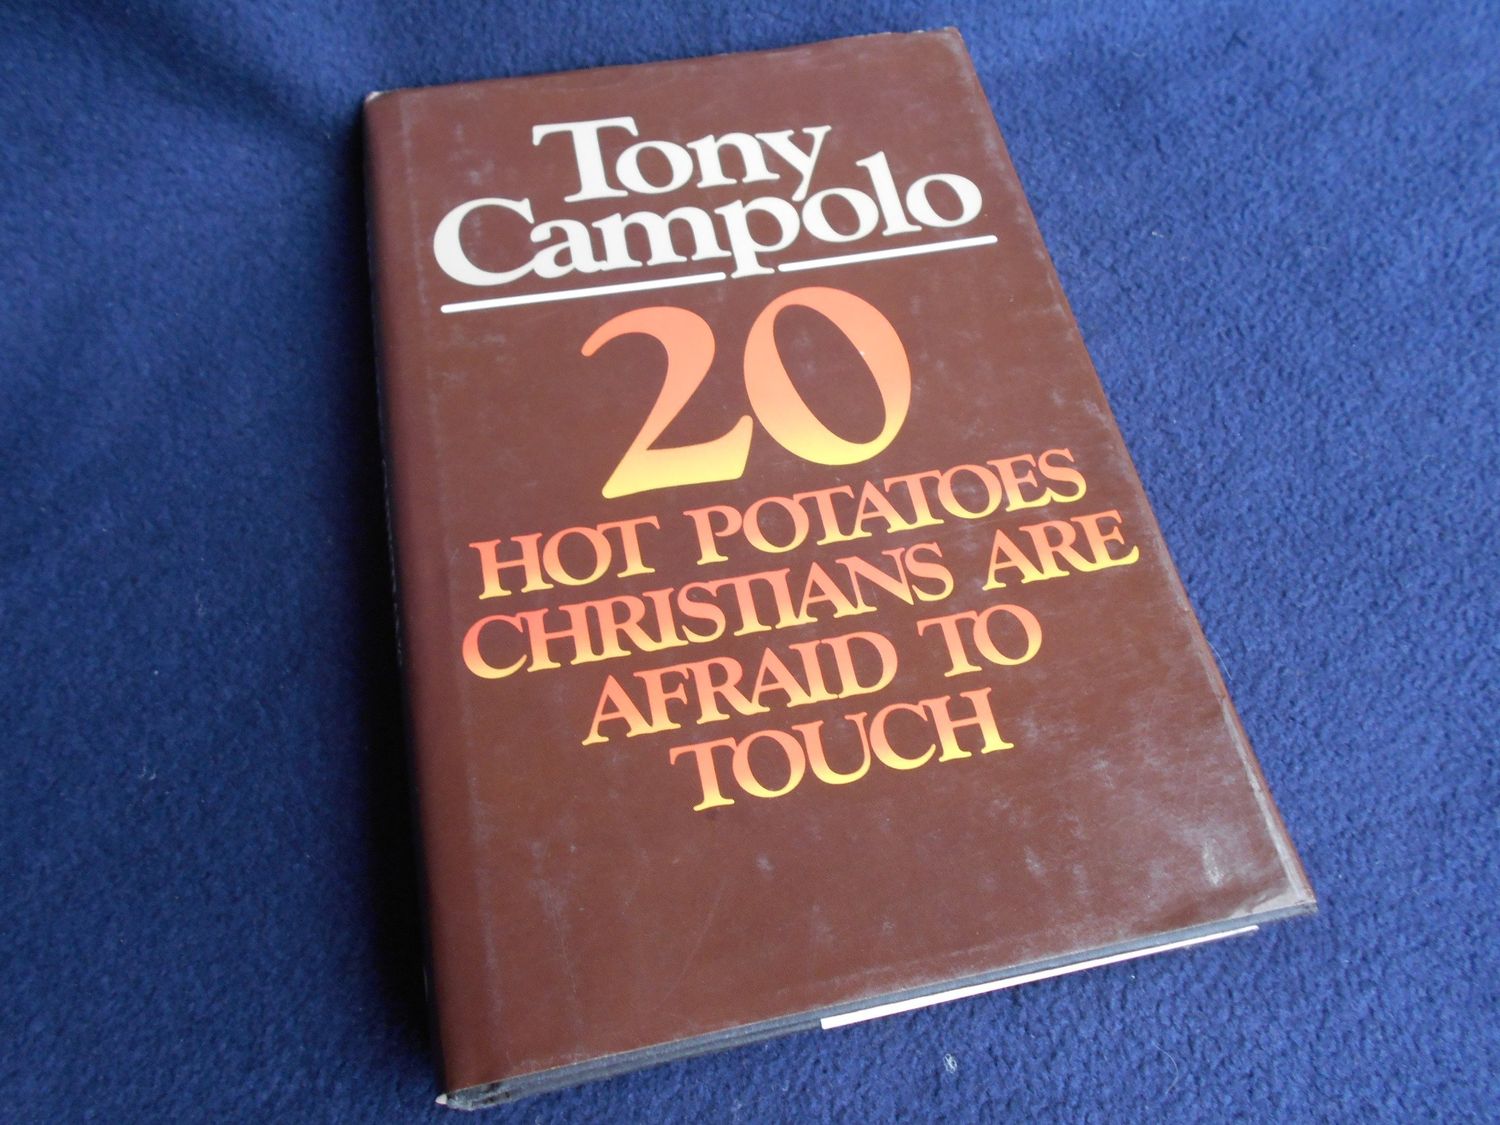 Tony
Campolo
20
HOT POTATOES
CHRISTIANS ARE
AFRAID TO
TOUCH